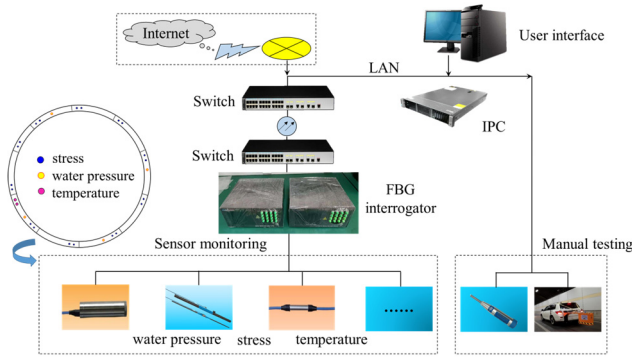 Internet
User interface
LAN
Switch
IPC
Switch
stress
water pressure
temperature
FBG
interrogator
Sensor monitoring
Manual testing
......
water pressure stress temperature